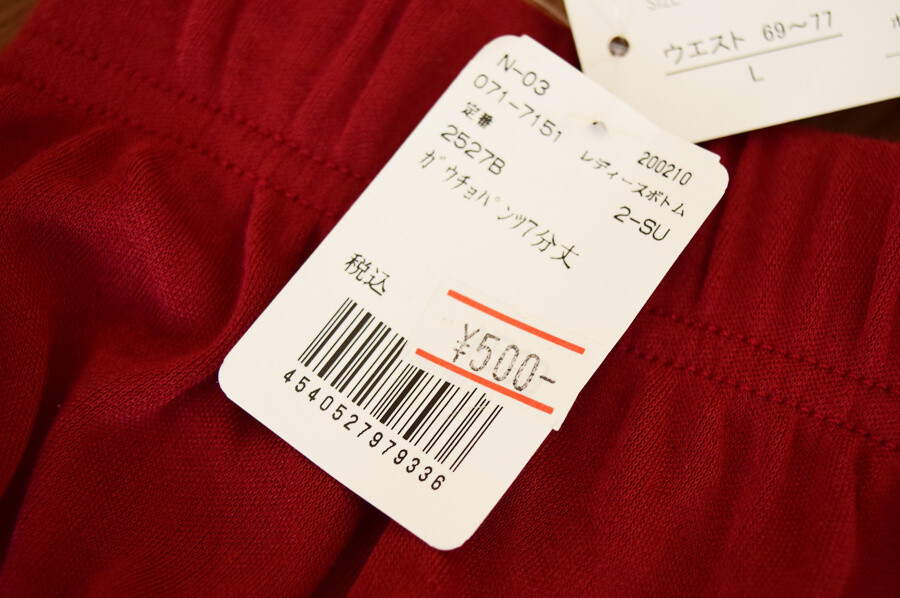 N-03
071-7151
200210
定番
レディースボトム
2527B
2-SU
ガウチョパンツ7分丈
税込
¥500-
4540527979336
SIZE
ウエスト 69〜77
L